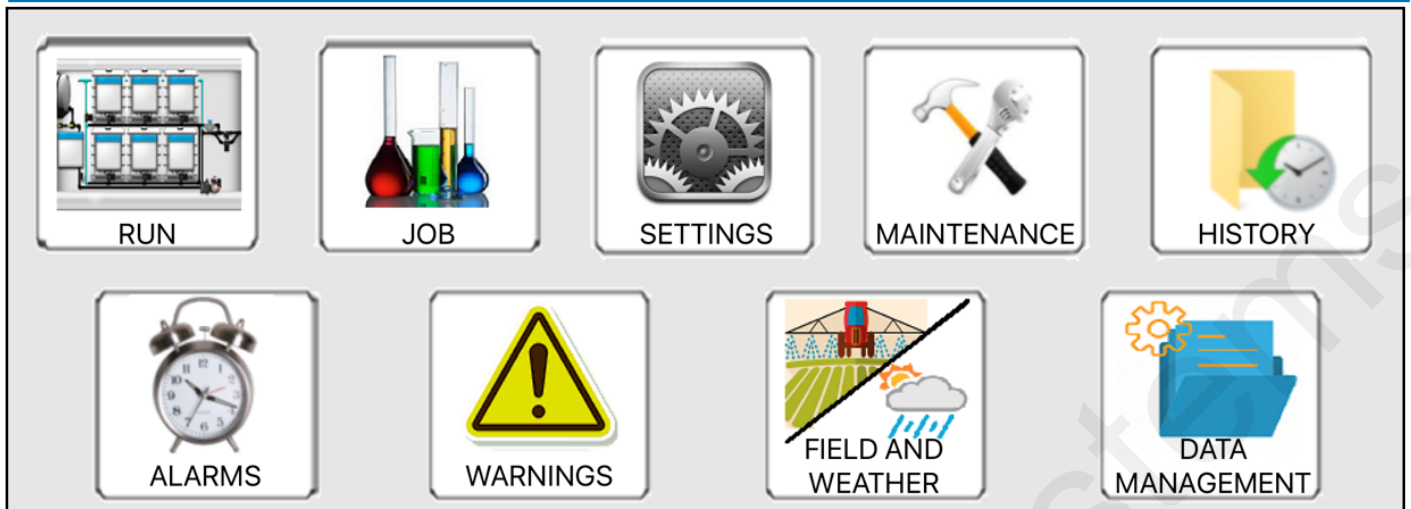 RUN
JOB
SETTINGS
MAINTENANCE
HISTORY
ALARMS
WARNINGS
FIELD AND
WEATHER
DATA
MANAGEMENT